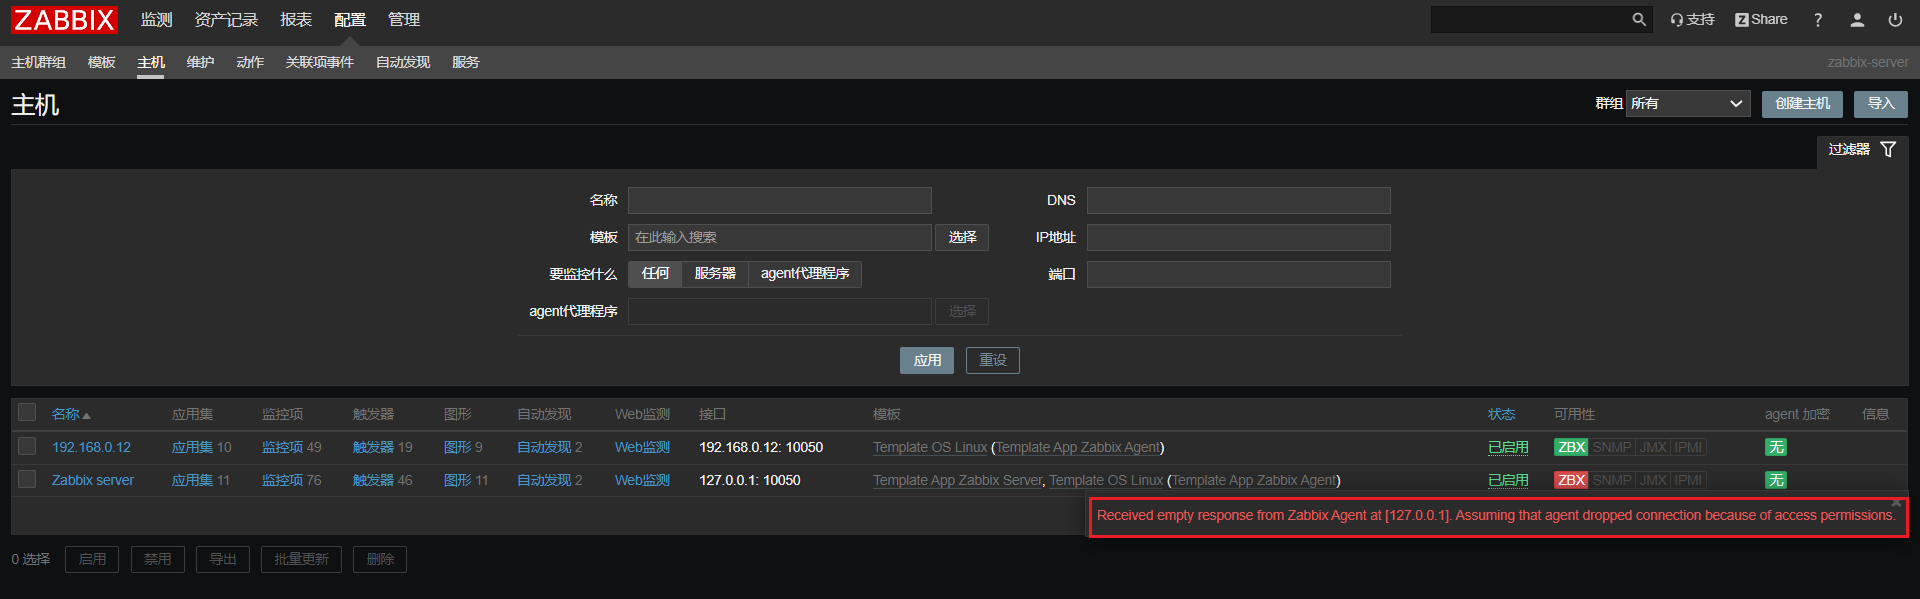 ZABBIX 监测 资产记录 报表 配置 管理 支持 Z Share ?
主机群组 模板 主机 维护 动作 关联项事件 自动发现 服务 zabbix-server
主机 群组 所有 创建主机 导入
过滤器
名称 DNS
模板 在此输入搜索 选择 IP地址
要监控什么 任何 服务器 agent代理程序 端口
agent代理程序 选择
应用 重设
名称 应用集 监控项 触发器 图形 自动发现 Web监测 接口 模板 状态 可用性 agent 加密 信息
192.168.0.12 应用集 10 监控项 49 触发器 19 图形 9 自动发现 2 Web监测 192.168.0.12: 10050 Template OS Linux (Template App Zabbix Agent) 已启用 ZBX SNMP JMX IPMI 无
Zabbix server 应用集 11 监控项 76 触发器 46 图形 11 自动发现 2 Web监测 127.0.0.1: 10050 Template App Zabbix Server, Template OS Linux (Template App Zabbix Agent) 已启用 ZBX SNMP JMX IPMI 无
Received empty response from Zabbix Agent at [127.0.0.1]. Assuming that agent dropped connection because of access permissions.
0 选择 启用 禁用 导出 批量更新 删除